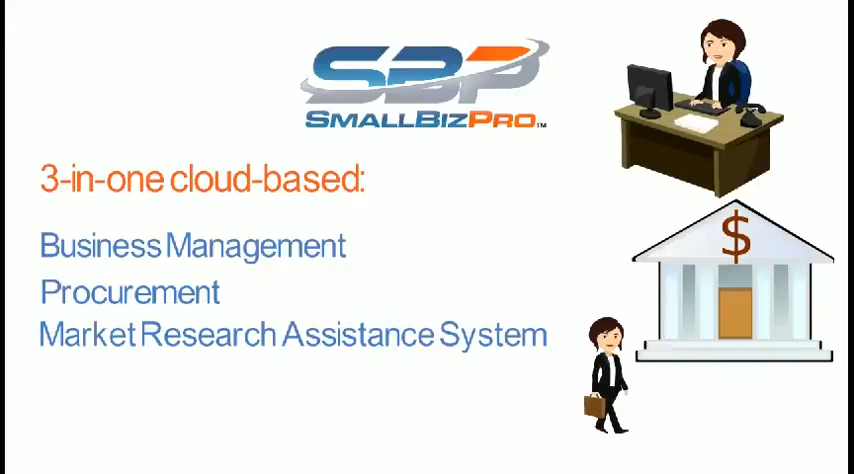 SBP
SMALLBIZPRO™
3-in-one cloud-based:
$
Business Management
Procurement
Market Research Assistance System